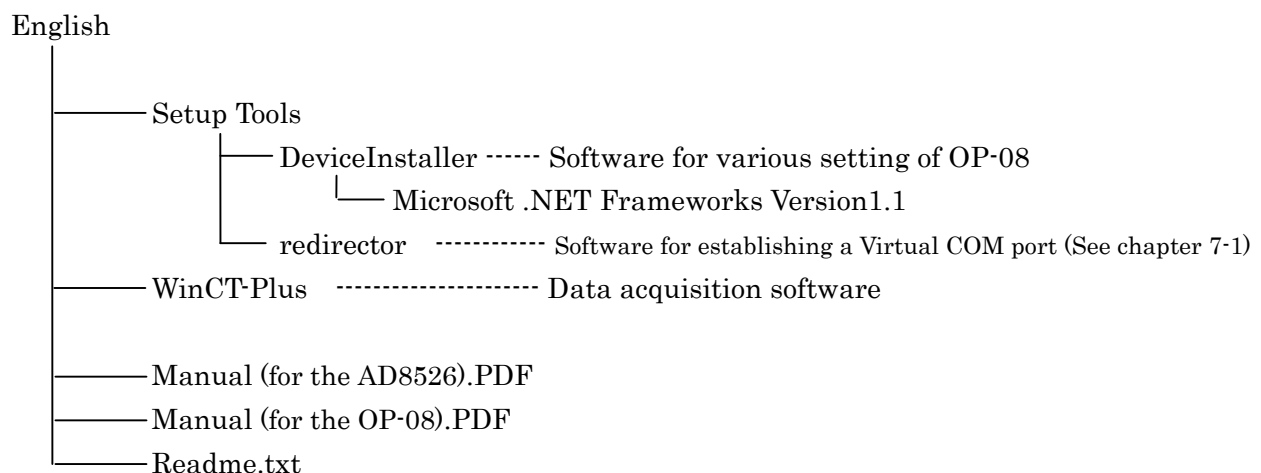 English
Setup Tools
DeviceInstaller ------ Software for various setting of OP-08
Microsoft .NET Frameworks Version1.1
redirector ----------- Software for establishing a Virtual COM port (See chapter 7-1)
WinCT-Plus --------------------- Data acquisition software
Manual (for the AD8526).PDF
Manual (for the OP-08).PDF
Readme.txt